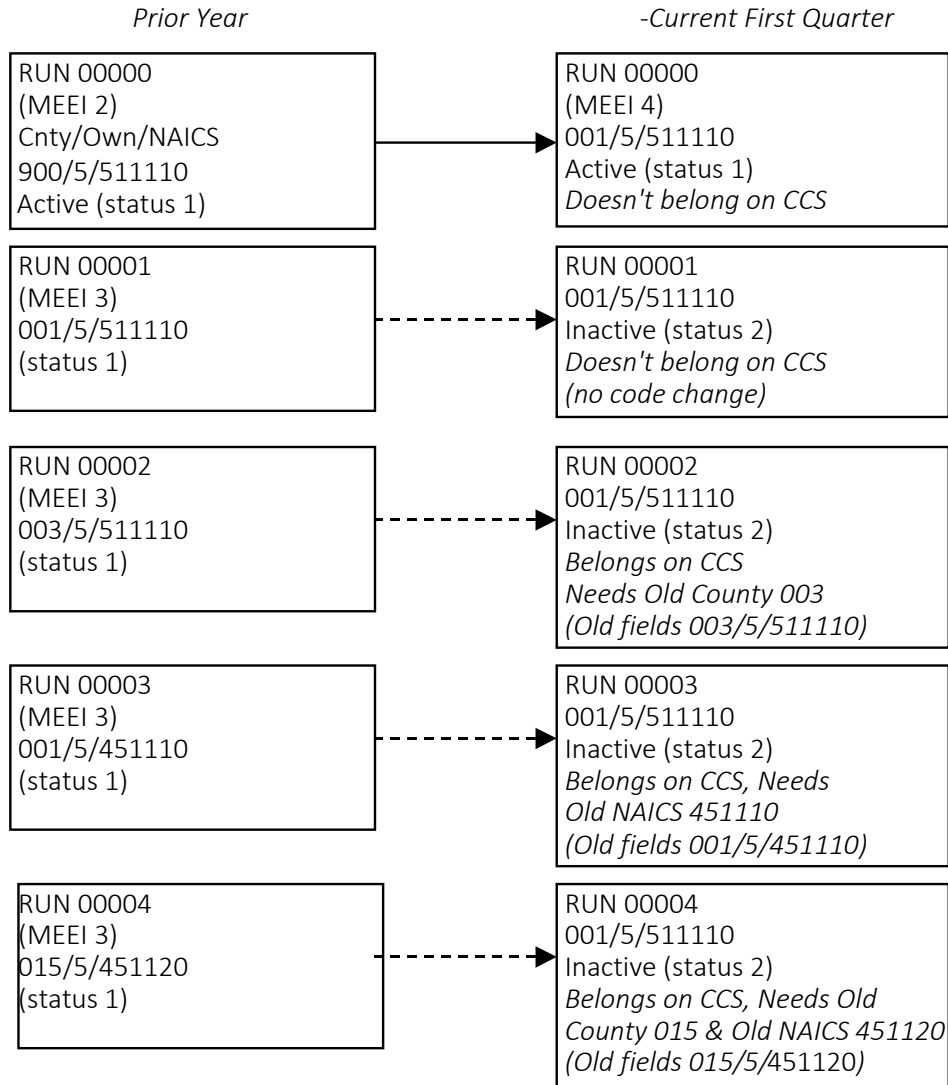 Prior Year
-Current First Quarter
RUN 00000
(MEEI 2)
Cnty/Own/NAICS
900/5/511110
Active (status 1)
RUN 00000
(MEEI 4)
001/5/511110
Active (status 1)
Doesn't belong on CCS
RUN 00001
(MEEI 3)
001/5/511110
(status 1)
RUN 00001
001/5/511110
Inactive (status 2)
Doesn't belong on CCS
(no code change)
RUN 00002
(MEEI 3)
003/5/511110
(status 1)
RUN 00002
001/5/511110
Inactive (status 2)
Belongs on CCS
Needs Old County 003
(Old fields 003/5/511110)
RUN 00003
(MEEI 3)
001/5/451110
(status 1)
RUN 00003
001/5/511110
Inactive (status 2)
Belongs on CCS, Needs
Old NAICS 451110
(Old fields 001/5/451110)
RUN 00004
(MEEI 3)
015/5/451120
(status 1)
RUN 00004
001/5/511110
Inactive (status 2)
Belongs on CCS, Needs Old
County 015 & Old NAICS 451120
(Old fields 015/5/451120)